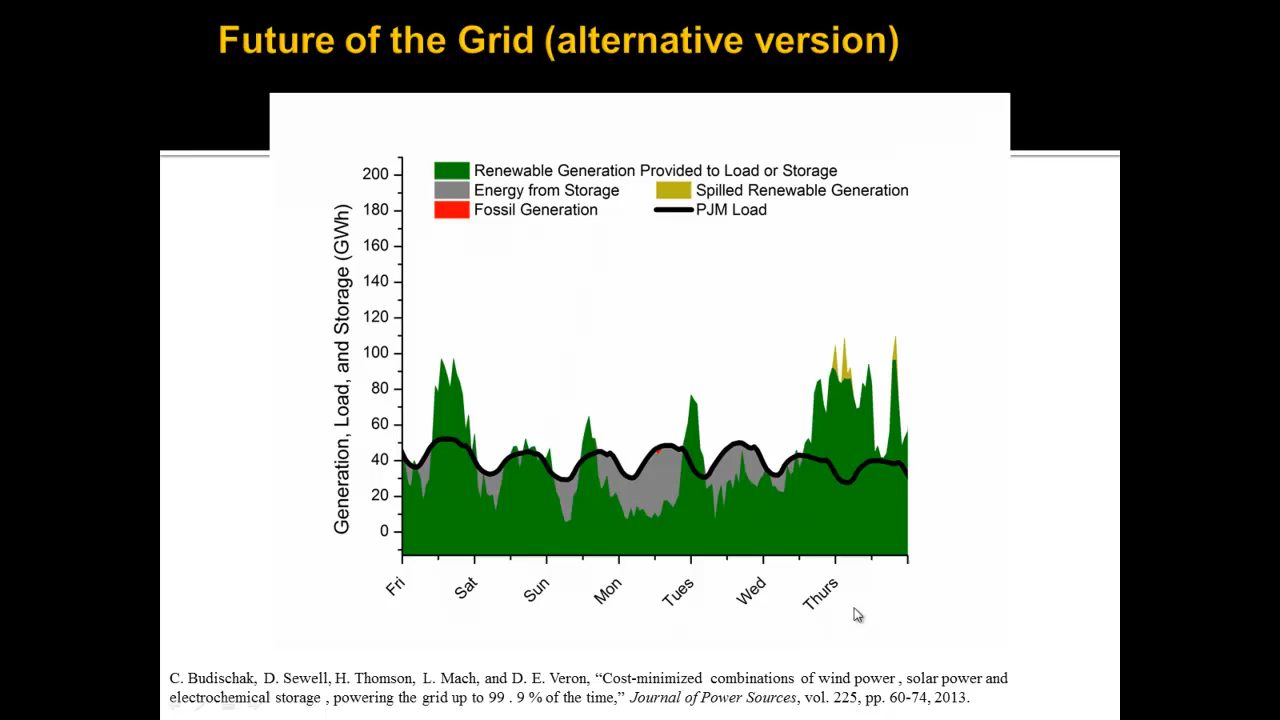 Future of the Grid (alternative version)
Renewable Generation Provided to Load or Storage
Energy from Storage
Spilled Renewable Generation
Fossil Generation
PJM Load
Generation, Load, and Storage (GWh)
200
180
160
140
120
100
80
60
40
20
0
Fri
Sat
Sun
Mon
Tues
Wed
Thurs
C. Budischak, D. Sewell, H. Thomson, L. Mach, and D. E. Veron, “Cost-minimized combinations of wind power , solar power and
electrochemical storage , powering the grid up to 99 . 9 % of the time,” Journal of Power Sources, vol. 225, pp. 60-74, 2013.